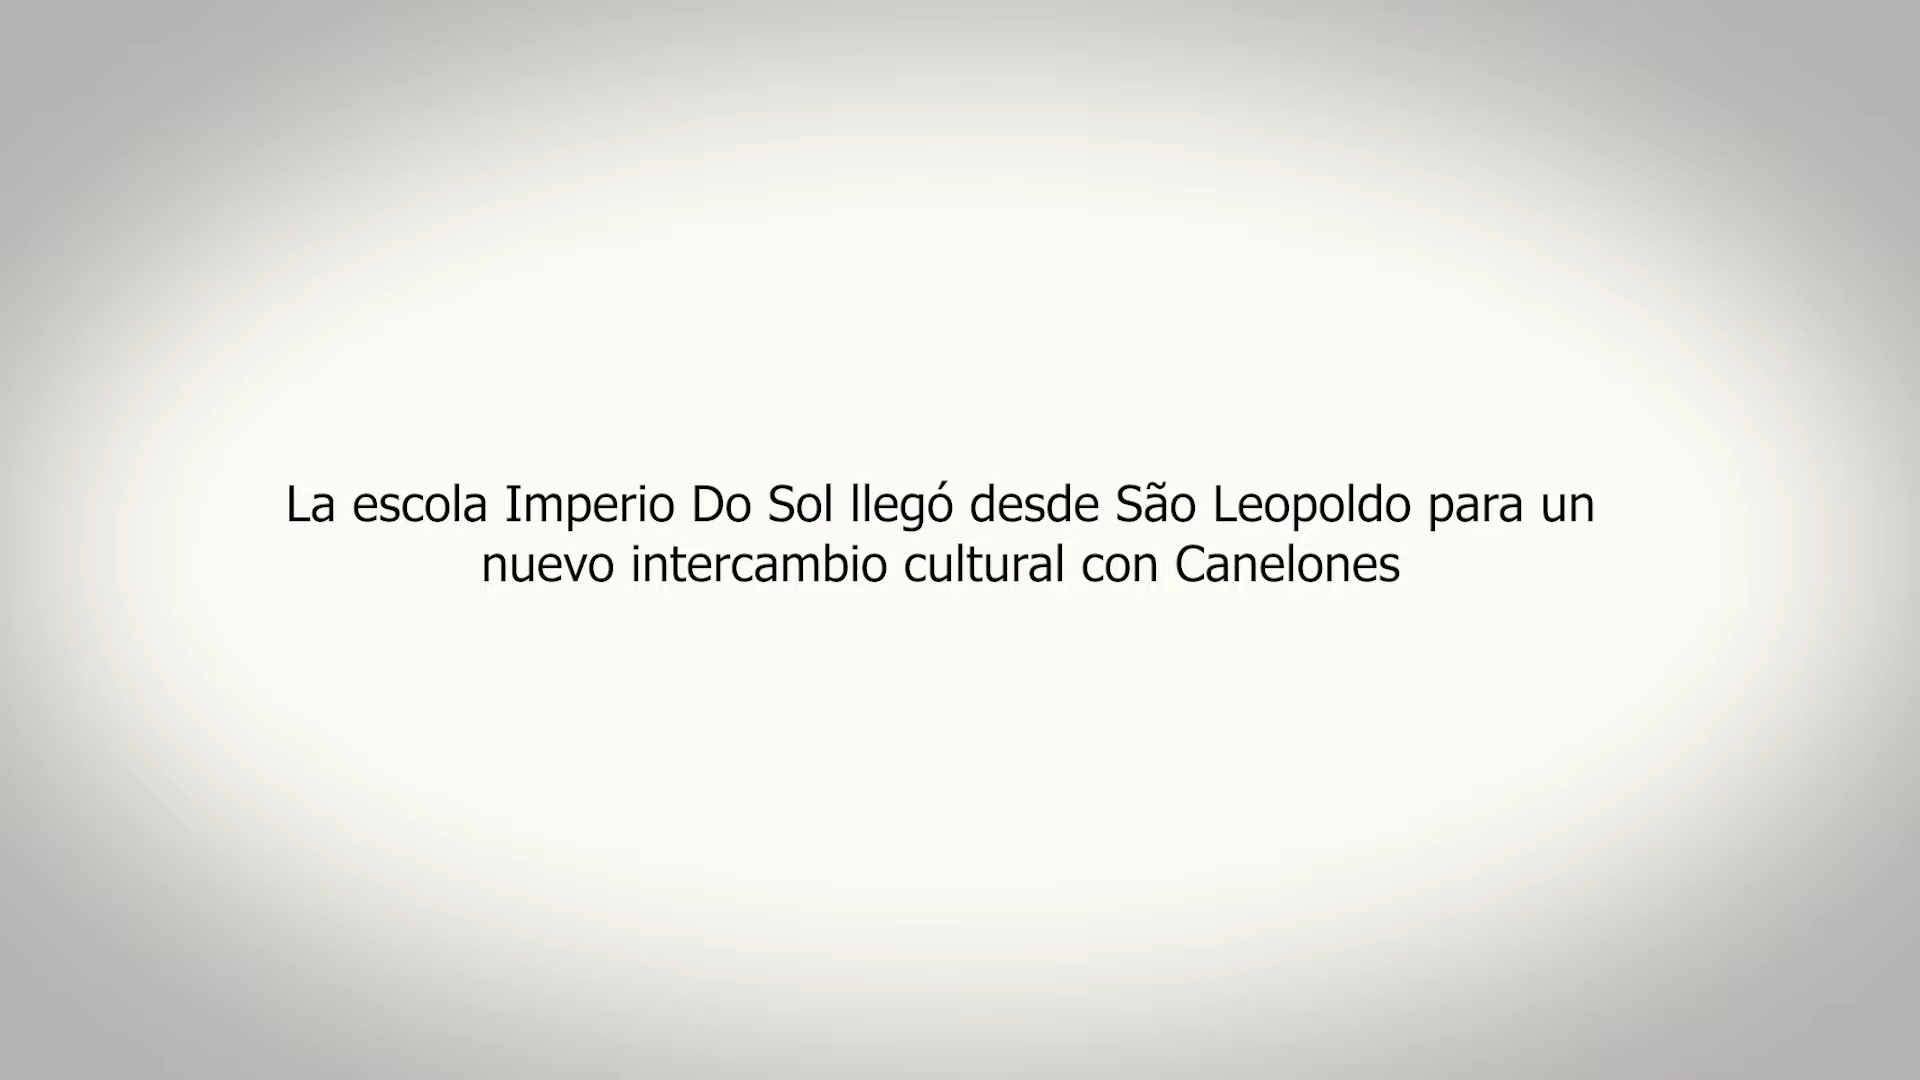 La escola Imperio Do Sol llegó desde São Leopoldo para un
nuevo intercambio cultural con Canelones